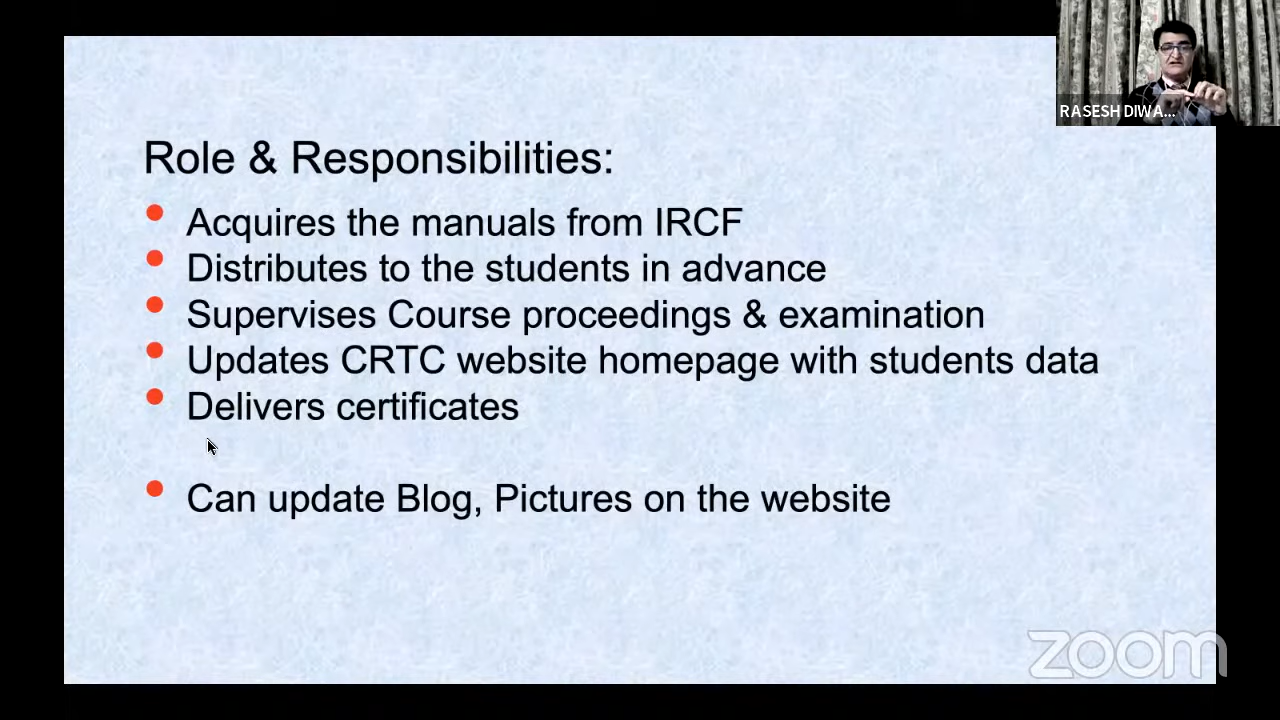 RASESH DIWA...
Role & Responsibilities:
Acquires the manuals from IRCF
Distributes to the students in advance
Supervises Course proceedings & examination
Updates CRTC website homepage with students data
Delivers certificates
Can update Blog, Pictures on the website
zoom